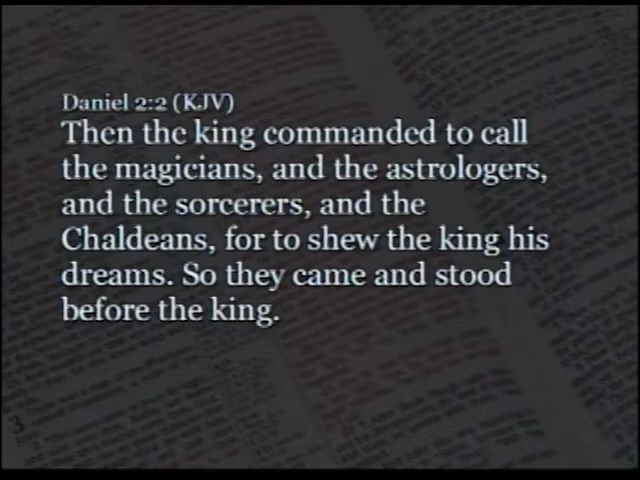 Daniel 2:2 (KJV)
Then the king commanded to call
the magicians, and the astrologers,
and the sorcerers, and the
Chaldeans, for to shew the king his
dreams. So they came and stood
before the king.
3